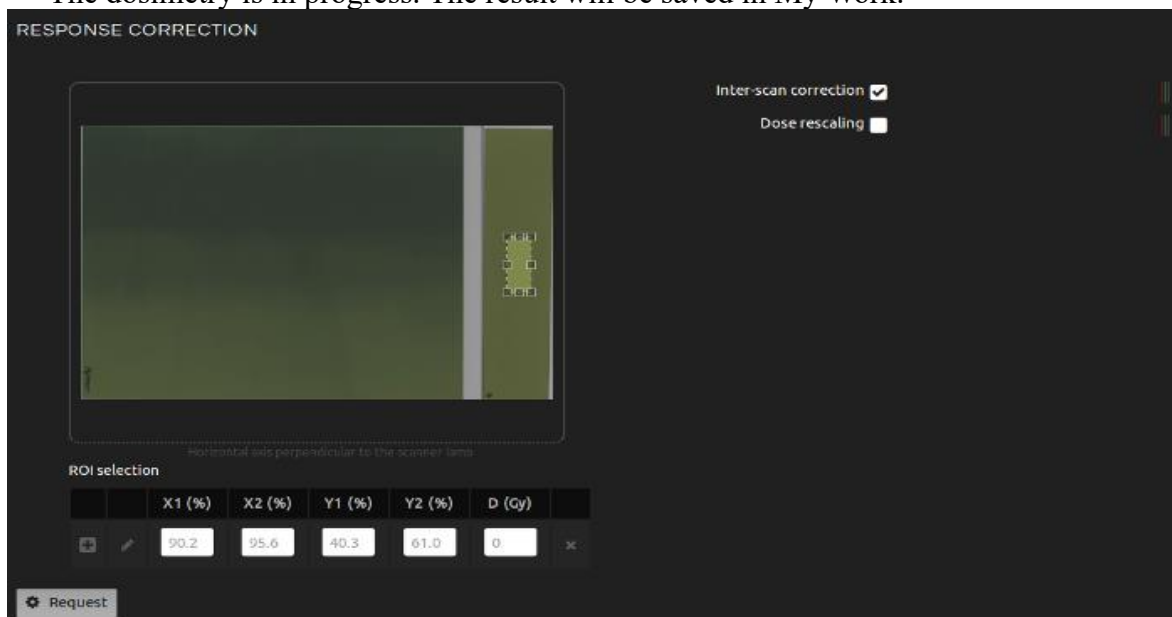 The dosimetry is in progress. The result will be saved in My Work.
RESPONSE CORRECTION
Inter-scan correction
Dose rescaling
Horizontal axis perpendicular to the scanner lamp
ROI selection
X1 (%) X2 (%) Y1 (%) Y2 (%) D (Gy)
90.2 95.6 40.3 61.0 0
Request